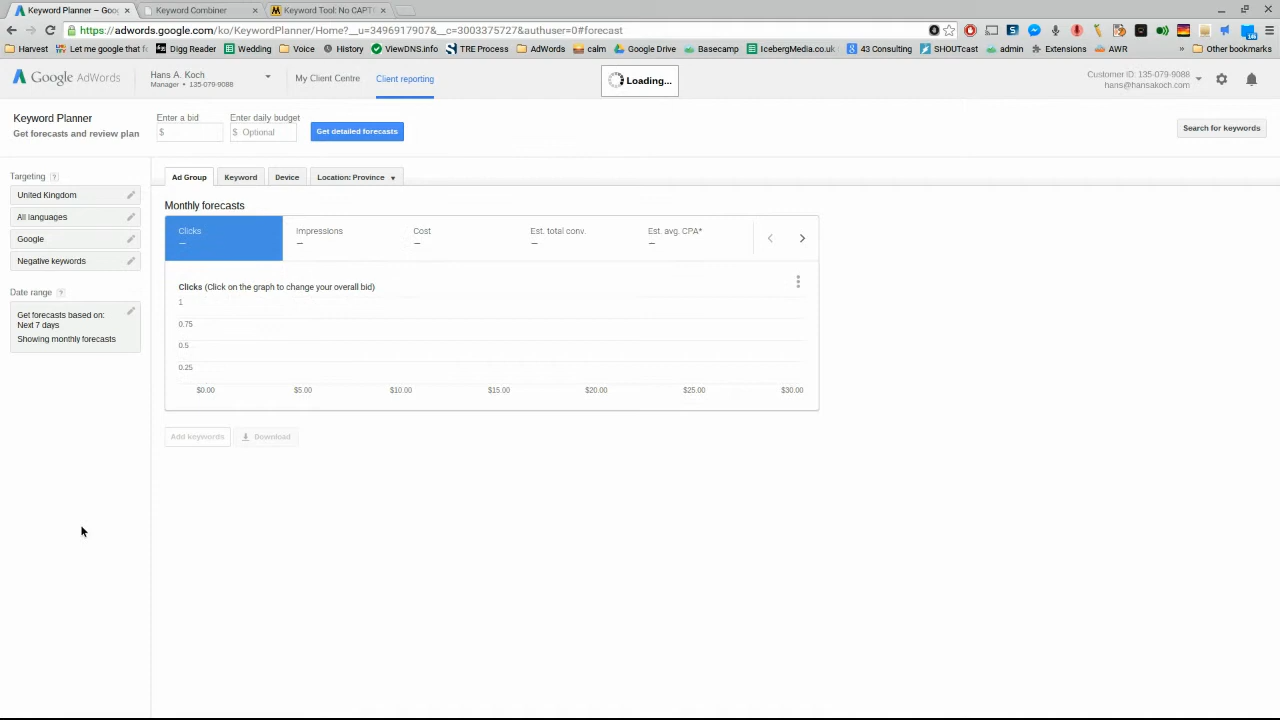 Keyword Planner – Goog
Keyword Combiner
Keyword Tool: No CAPT
https://adwords.google.com/ko/KeywordPlanner/Home?__u=3496917907&__c=3003375727&authuser=0#forecast
Harvest
Let me google that f
Digg Reader
Wedding
Voice
History
ViewDNS.info
TRE Process
AdWords
calm
Google Drive
Basecamp
IcebergMedia.co.uk
43 Consulting
SHOUTcast
admin
Extensions
AWR
»
Other bookmarks
Google AdWords
Hans A. Koch
Manager • 135-079-9088
My Client Centre
Client reporting
Loading...
Customer ID: 135-079-9088
hans@hansakoch.com
Keyword Planner
Get forecasts and review plan
Enter a bid
$
Enter daily budget
$ Optional
Get detailed forecasts
Search for keywords
Targeting ?
United Kingdom
All languages
Google
Negative keywords
Date range ?
Get forecasts based on:
Next 7 days
Showing monthly forecasts
Ad Group
Keyword
Device
Location: Province
Monthly forecasts
Clicks
–
Impressions
–
Cost
–
Est. total conv.
–
Est. avg. CPA*
–
Clicks (Click on the graph to change your overall bid)
1
0.75
0.5
0.25
$0.00
$5.00
$10.00
$15.00
$20.00
$25.00
$30.00
Add keywords
Download